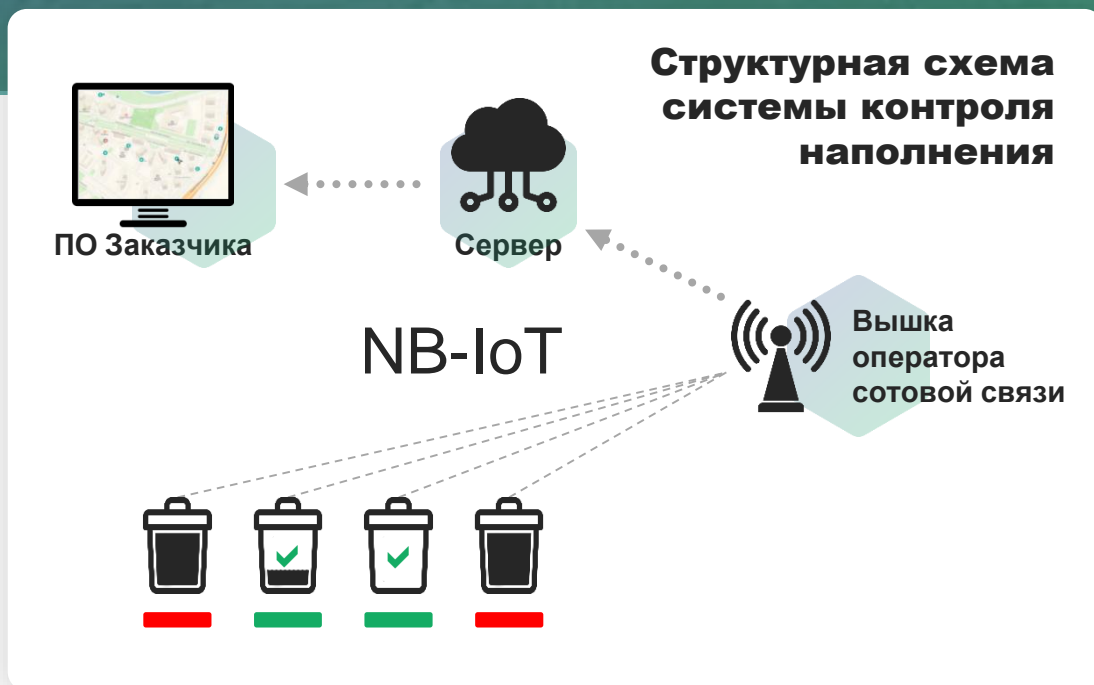 Структурная схема
системы контроля
наполнения
ПО Заказчика
Сервер
NB-IoT
Вышка
оператора
сотовой связи